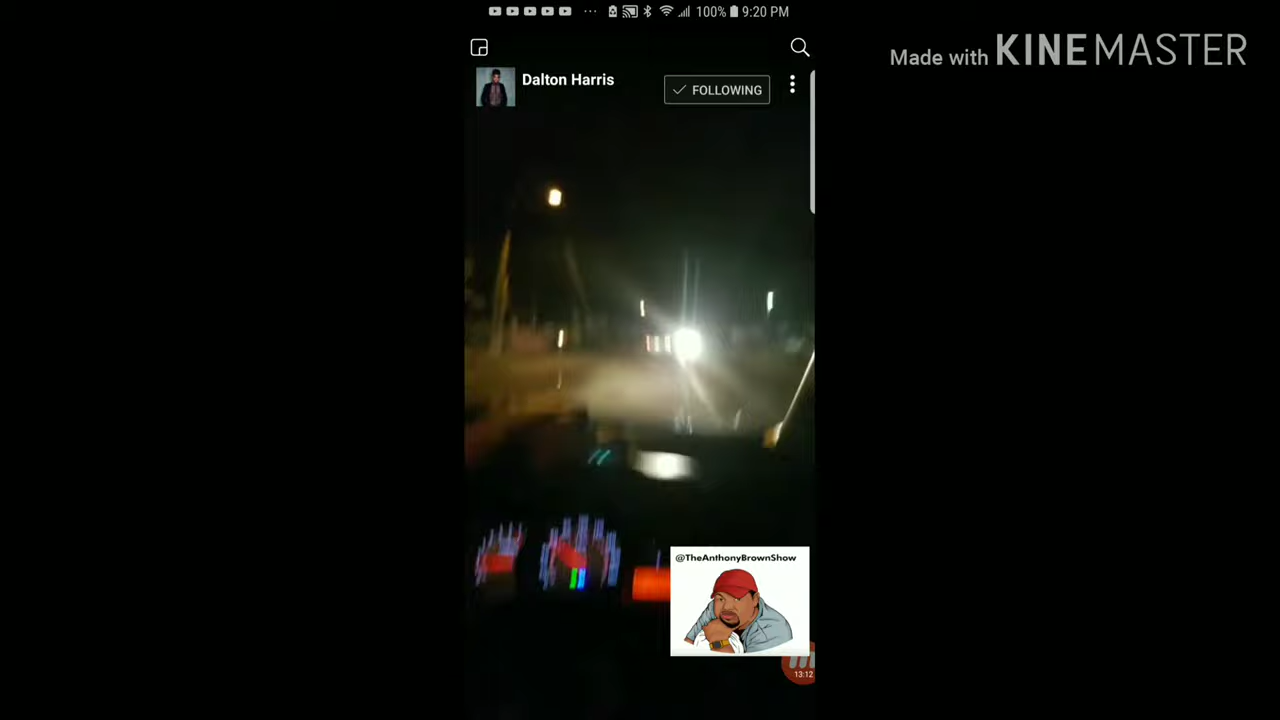 100% 9:20 PM
Made with KINEMASTER
Dalton Harris
FOLLOWING
@TheAnthonyBrownShow
13:12